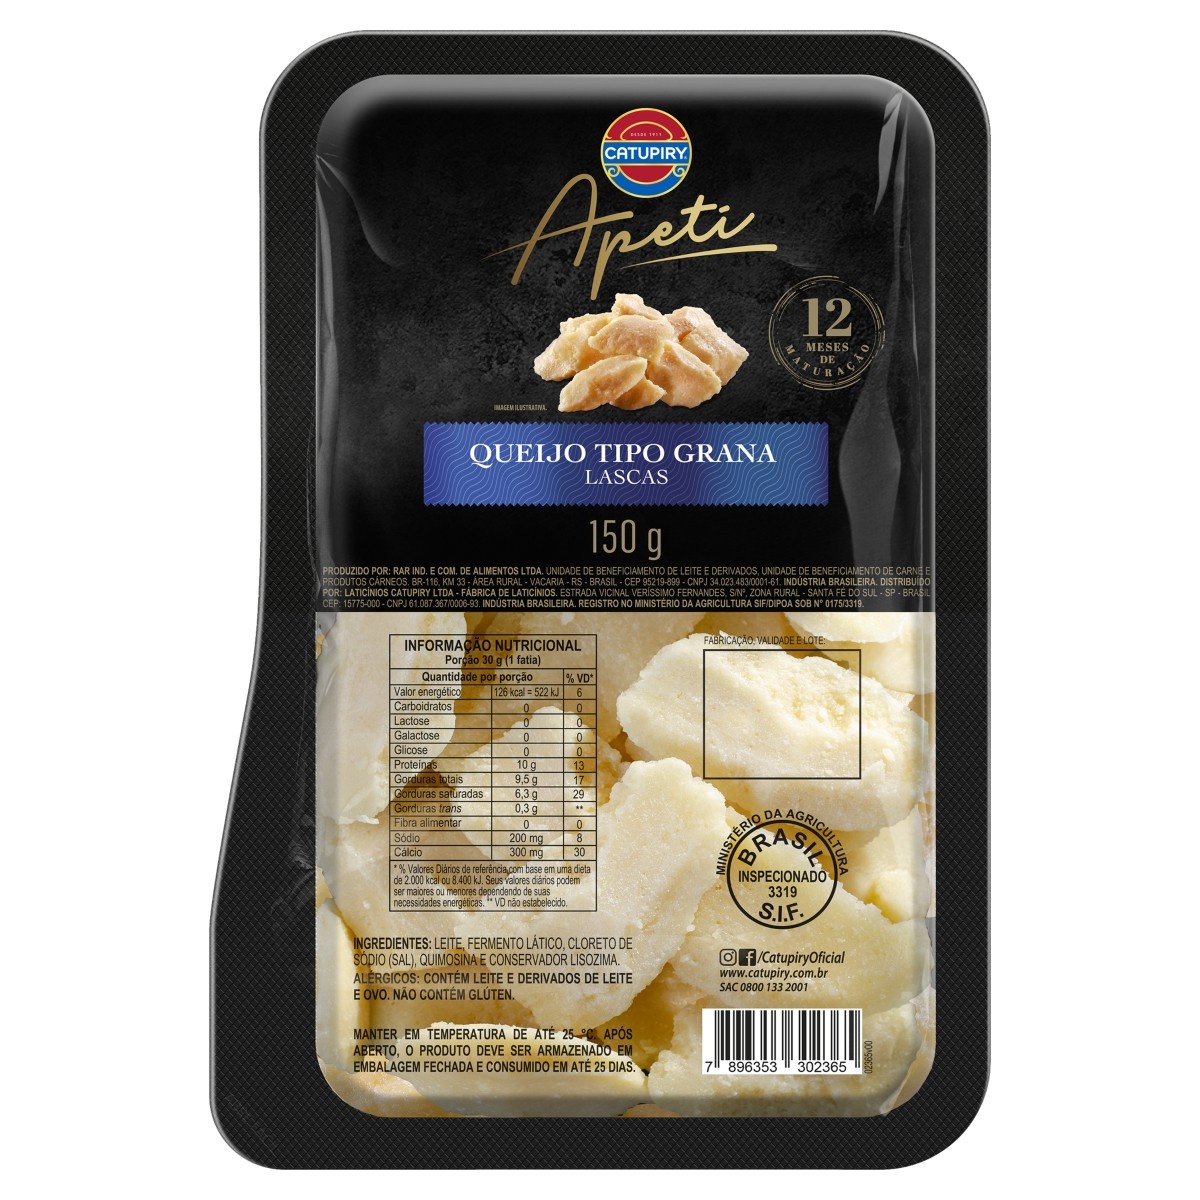 DESDE 1911
CATUPIRY
Apeti
12
MESES
DE
MATURAÇÃO
IMAGEM ILUSTRATIVA.
QUEIJO TIPO GRANA
LASCAS
150 g
PRODUZIDO POR: RAR IND. E COM. DE ALIMENTOS LTDA. UNIDADE DE BENEFICIAMENTO DE LEITE E DERIVADOS, UNIDADE DE BENEFICIAMENTO DE CARNE E
PRODUTOS CÁRNEOS. BR-116, KM 33 - ÁREA RURAL - VACARIA - RS - BRASIL - CEP 95219-899 - CNPJ 34.023.483/0001-61. INDÚSTRIA BRASILEIRA. DISTRIBUÍDO
POR: LATICÍNIOS CATUPIRY LTDA - FÁBRICA DE LATICÍNIOS. ESTRADA VICINAL VERÍSSIMO FERNANDES, S/Nº, ZONA RURAL - SANTA FÉ DO SUL - SP - BRASIL
CEP: 15775-000 - CNPJ 61.087.367/0006-93. INDÚSTRIA BRASILEIRA. REGISTRO NO MINISTÉRIO DA AGRICULTURA SIF/DIPOA SOB N° 0175/3319.
INFORMAÇÃO NUTRICIONAL
Porção 30 g (1 fatia)
Quantidade por porção % VD*
Valor energético 126 kcal = 522 kJ 6
Carboidratos 0 0
Lactose 0 0
Galactose 0 0
Glicose 0 0
Proteínas 10 g 13
Gorduras totais 9,5 g 17
Gorduras saturadas 6,3 g 29
Gorduras trans 0,3 g **
Fibra alimentar 0 0
Sódio 200 mg 8
Cálcio 300 mg 30
* % Valores Diários de referência com base em uma dieta
de 2.000 kcal ou 8.400 kJ. Seus valores diários podem
ser maiores ou menores dependendo de suas
necessidades energéticas. ** VD não estabelecido.
INGREDIENTES: LEITE, FERMENTO LÁTICO, CLORETO DE
SÓDIO (SAL), QUIMOSINA E CONSERVADOR LISOZIMA.
ALÉRGICOS: CONTÉM LEITE E DERIVADOS DE LEITE
E OVO. NÃO CONTÉM GLÚTEN.
MANTER EM TEMPERATURA DE ATÉ 25 °C. APÓS
ABERTO, O PRODUTO DEVE SER ARMAZENADO EM
EMBALAGEM FECHADA E CONSUMIDO EM ATÉ 25 DIAS.
FABRICAÇÃO, VALIDADE E LOTE:
MINISTÉRIO DA AGRICULTURA
BRASIL
INSPECIONADO
3319
S.I.F.
/CatupiryOficial
www.catupiry.com.br
SAC 0800 133 2001
7 896353 302365
02365v00